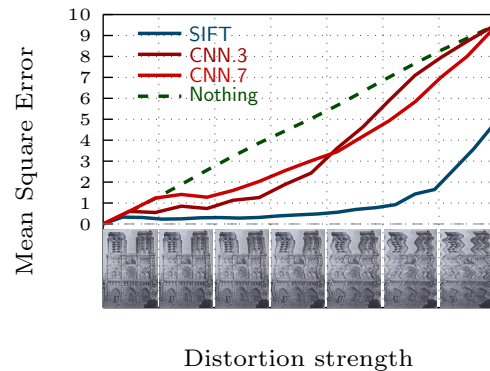 10
9
8
7
6
5
4
3
2
1
0
SIFT
CNN.3
CNN.7
Nothing
Mean Square Error
Distortion strength